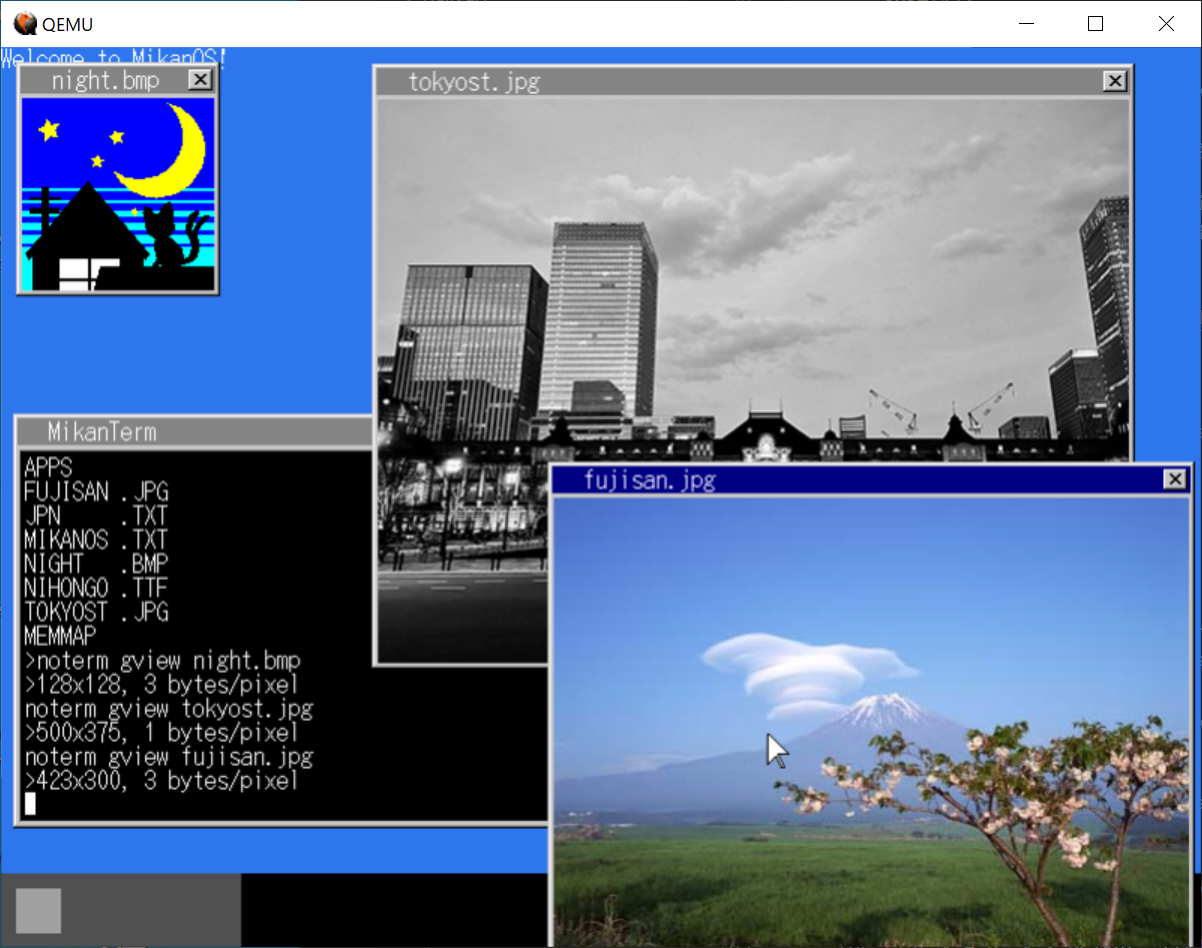 QEMU
Welcome to MikanOS!
night.bmp
tokyost.jpg
MikanTerm
APPS
FUJISAN .JPG
JPN     .TXT
MIKANOS .TXT
NIGHT   .BMP
NIHONGO .TTF
TOKYOST .JPG
MEMMAP
>noterm gview night.bmp
>128x128, 3 bytes/pixel
noterm gview tokyost.jpg
>500x375, 1 bytes/pixel
noterm gview fujisan.jpg
>423x300, 3 bytes/pixel
fujisan.jpg